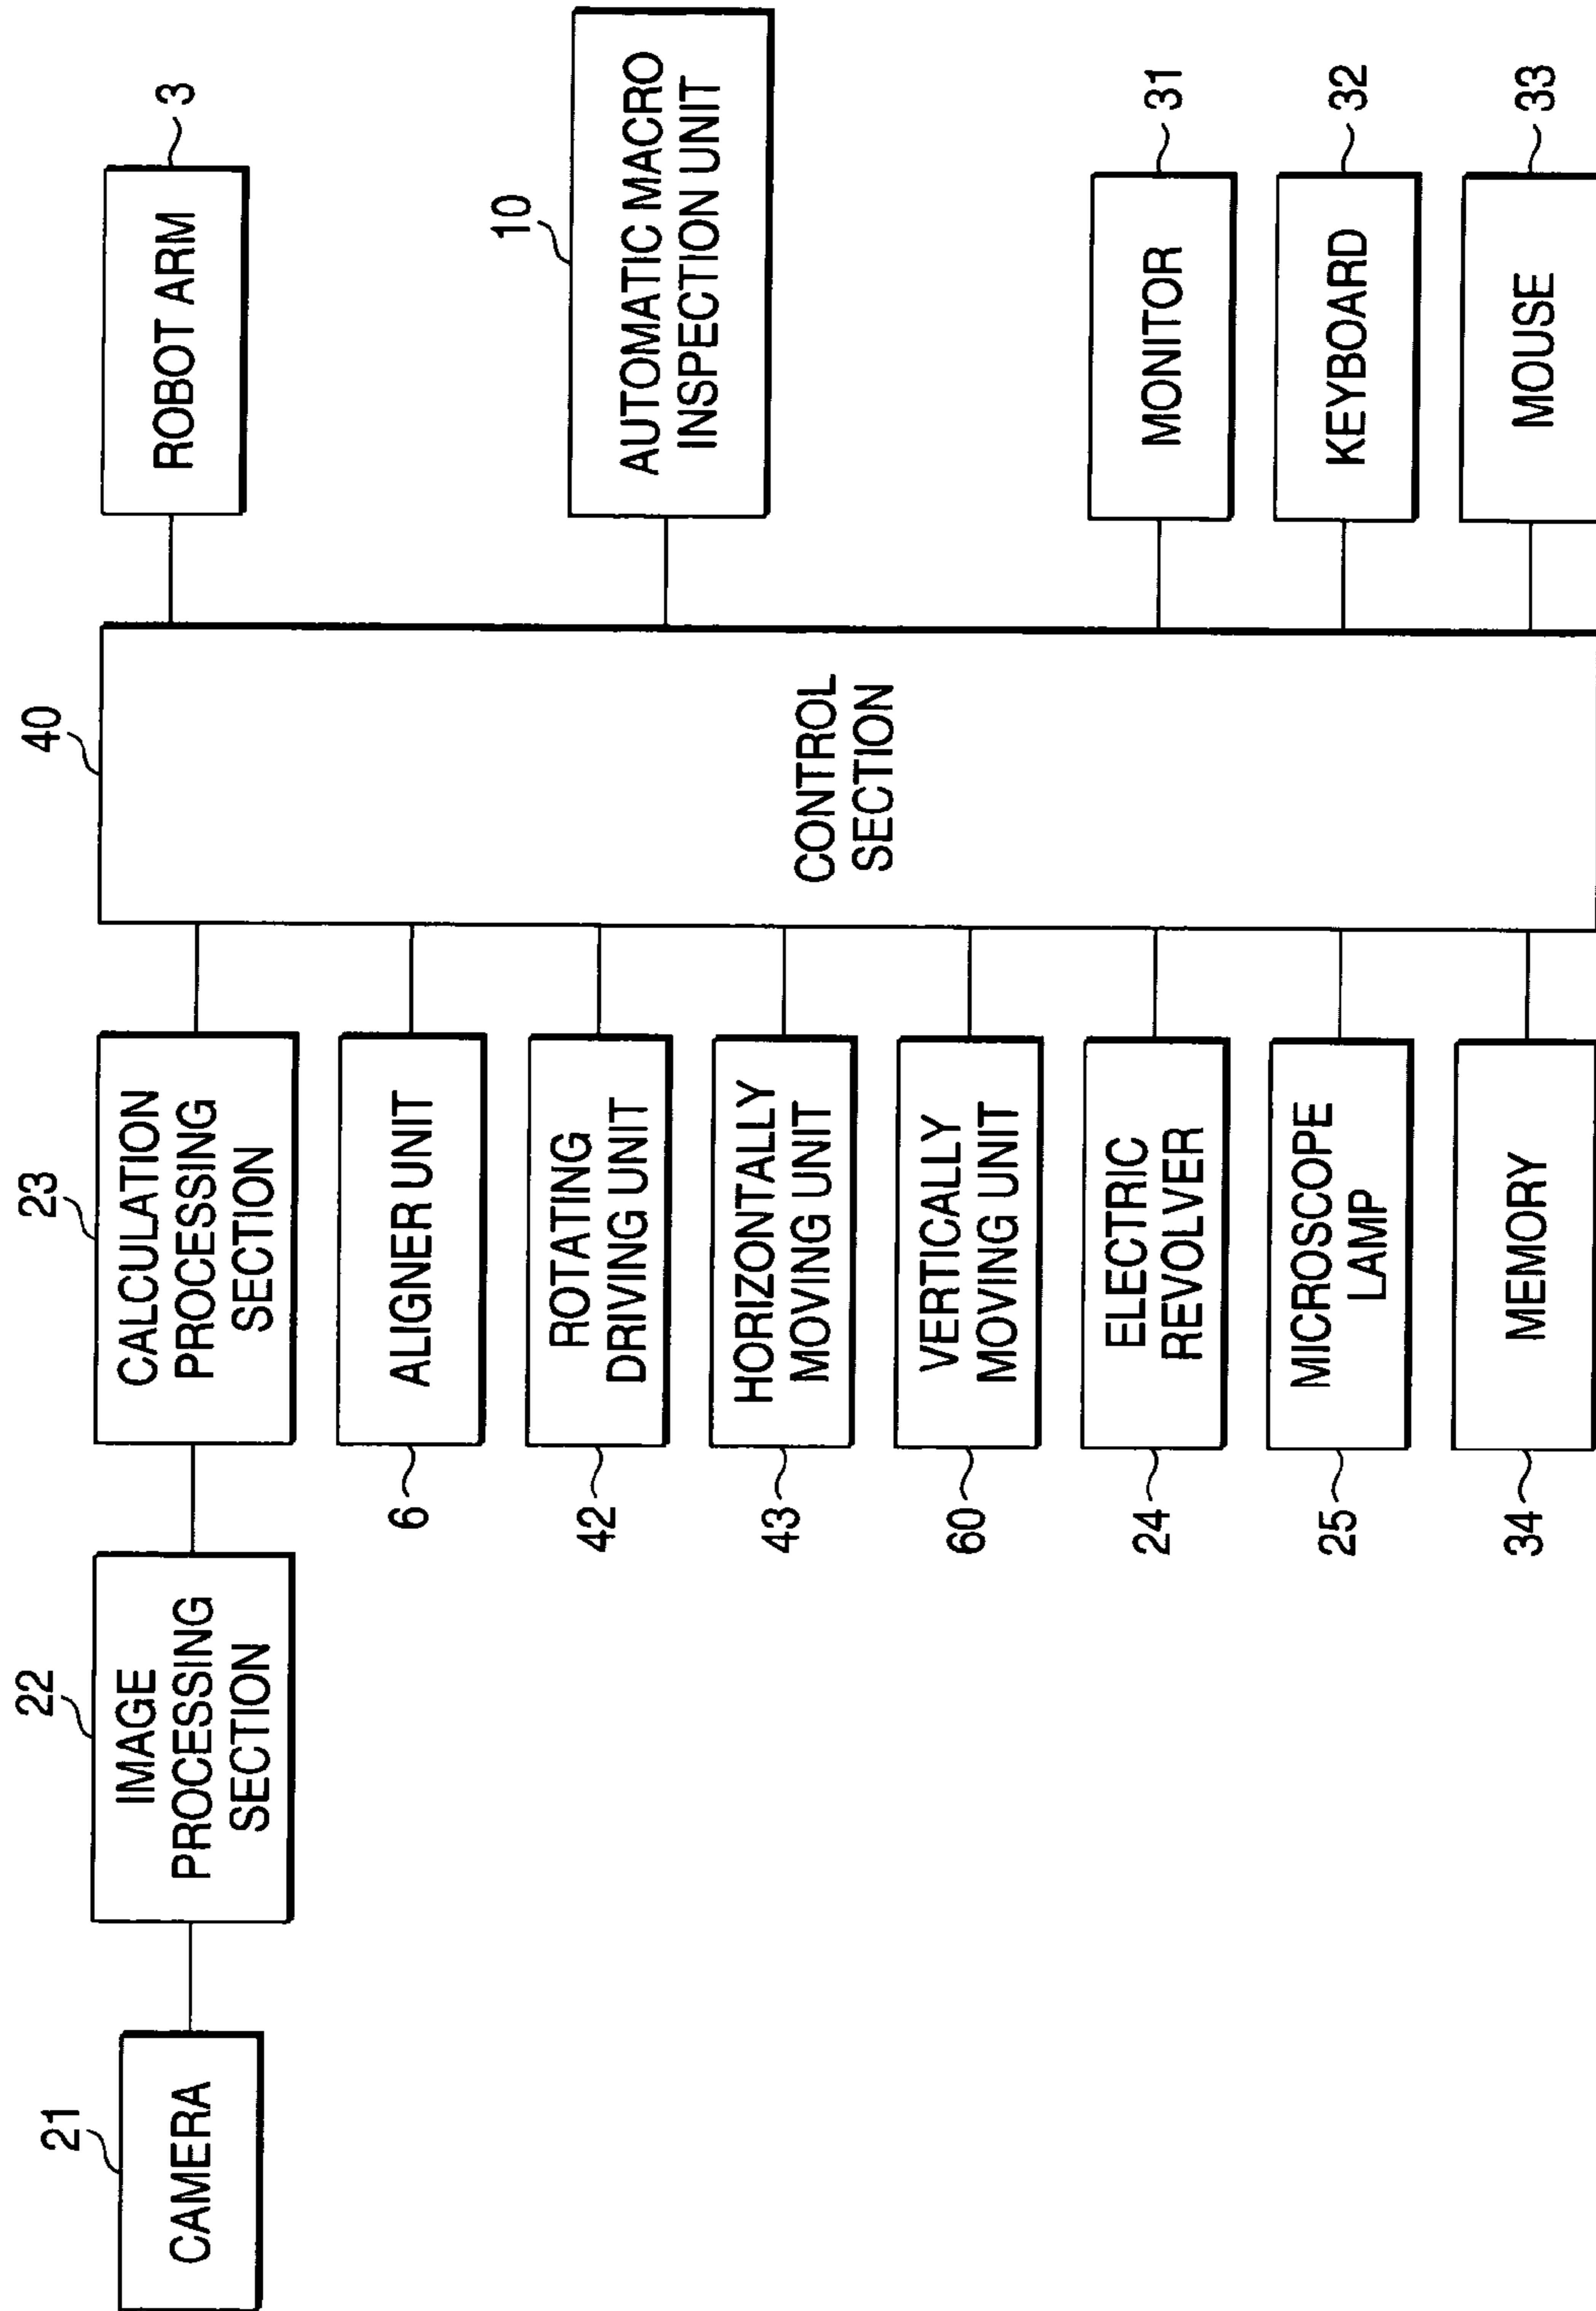 21
CAMERA
22
IMAGE
PROCESSING
SECTION
23
CALCULATION
PROCESSING
SECTION
6
ALIGNER UNIT
42
ROTATING
DRIVING UNIT
43
HORIZONTALLY
MOVING UNIT
60
VERTICALLY
MOVING UNIT
24
ELECTRIC
REVOLVER
25
MICROSCOPE
LAMP
34
MEMORY
40
CONTROL
SECTION
ROBOT ARM
3
10
AUTOMATIC MACRO
INSPECTION UNIT
MONITOR
31
KEYBOARD
32
MOUSE
33